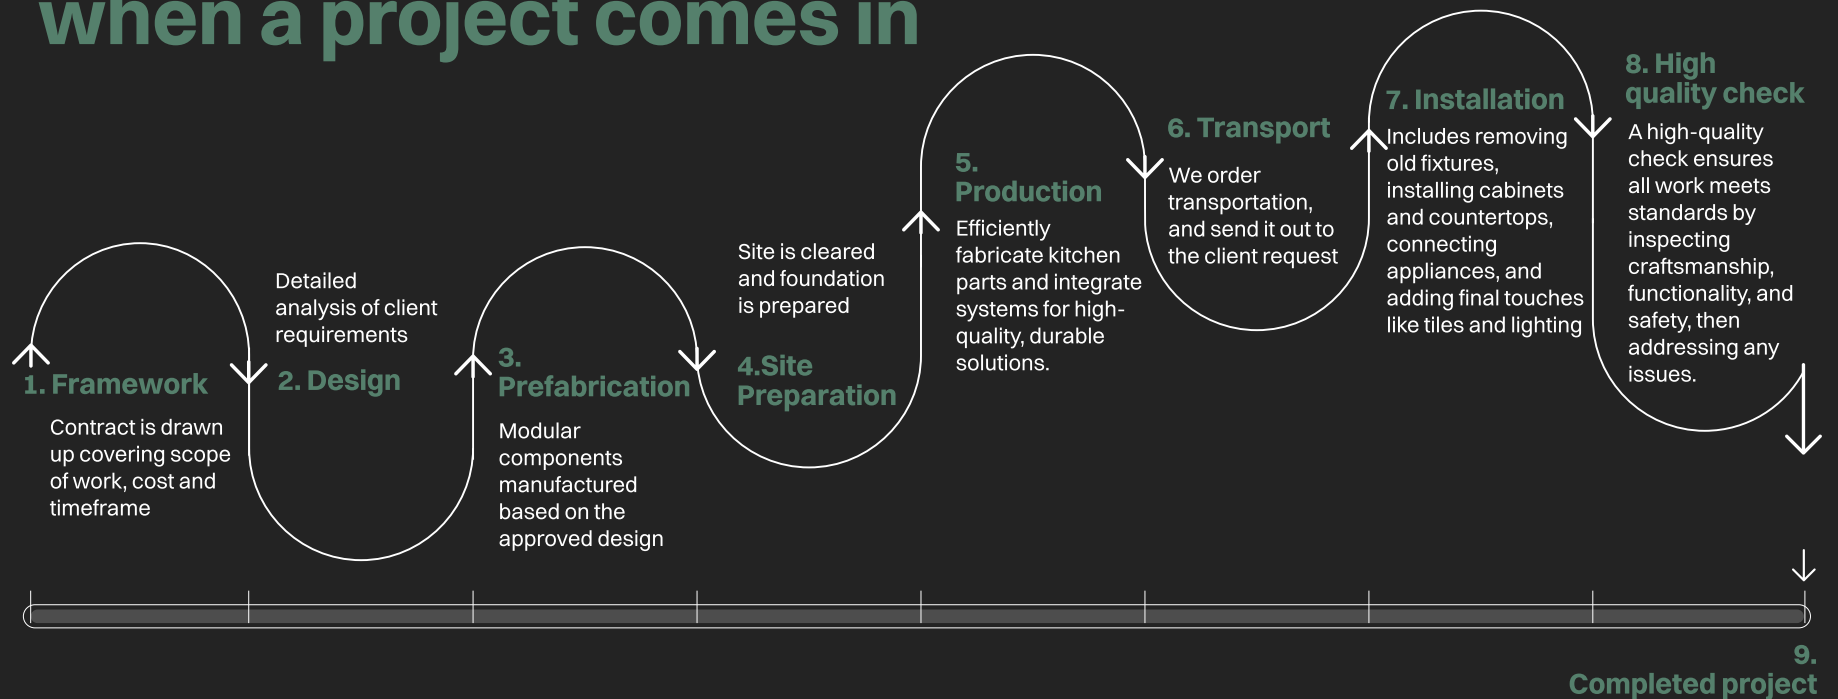 when a project comes in
1. Framework
Contract is drawn
up covering scope
of work, cost and
timeframe
Detailed
analysis of client
requirements
2. Design
3.
Prefabrication
Modular
components
manufactured
based on the
approved design
Site is cleared
and foundation
is prepared
4.Site
Preparation
5.
Production
Efficiently
fabricate kitchen
parts and integrate
systems for high-
quality, durable
solutions.
6. Transport
We order
transportation,
and send it out to
the client request
7. Installation
Includes removing
old fixtures,
installing cabinets
and countertops,
connecting
appliances, and
adding final touches
like tiles and lighting
8. High
quality check
A high-quality
check ensures
all work meets
standards by
inspecting
craftsmanship,
functionality, and
safety, then
addressing any
issues.
9.
Completed project